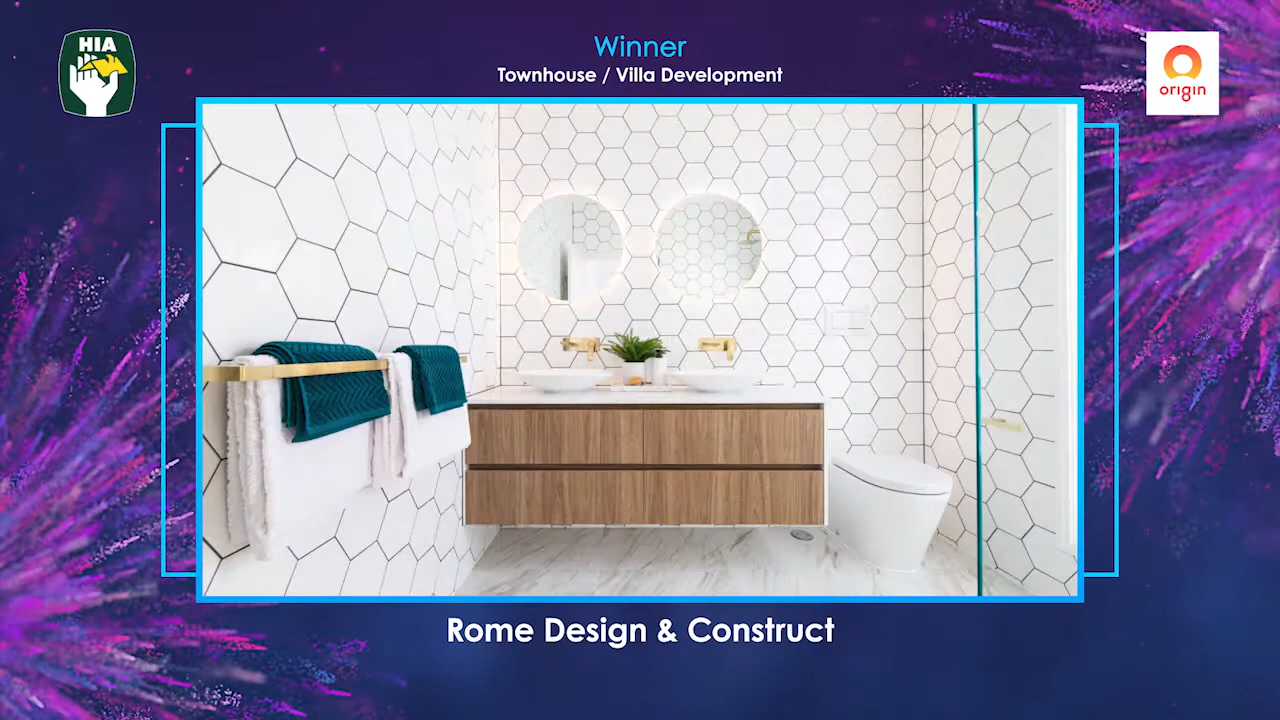 HIA
Winner
Townhouse / Villa Development
origin
Rome Design & Construct